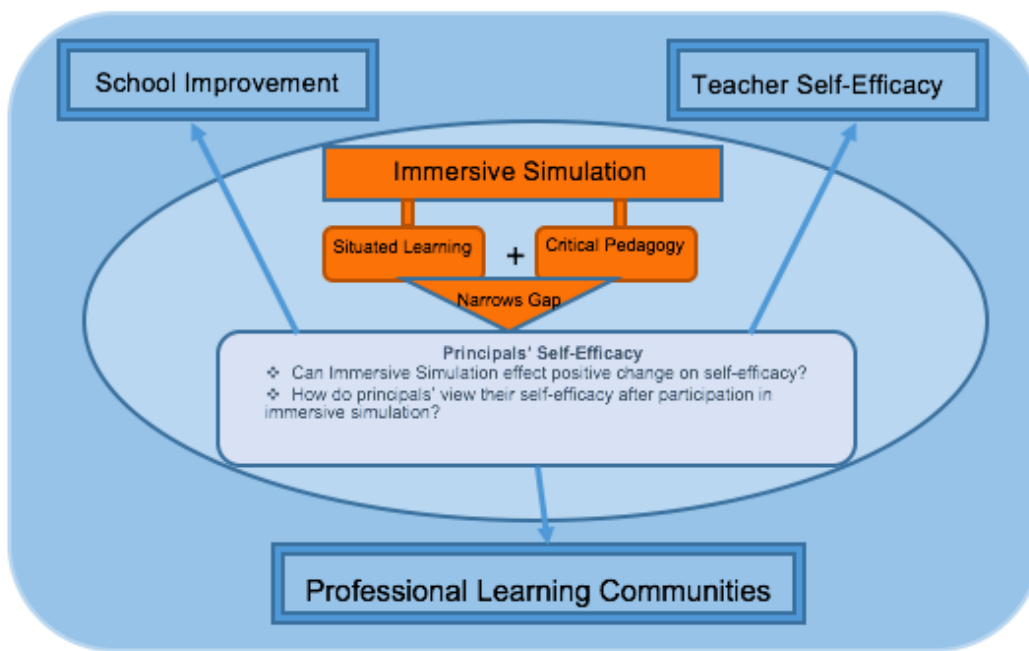 School Improvement
Teacher Self-Efficacy
Immersive Simulation
Situated Learning
+
Critical Pedagogy
Narrows Gap
Principals' Self-Efficacy
❖ Can Immersive Simulation effect positive change on self-efficacy?
❖ How do principals' view their self-efficacy after participation in
immersive simulation?
Professional Learning Communities